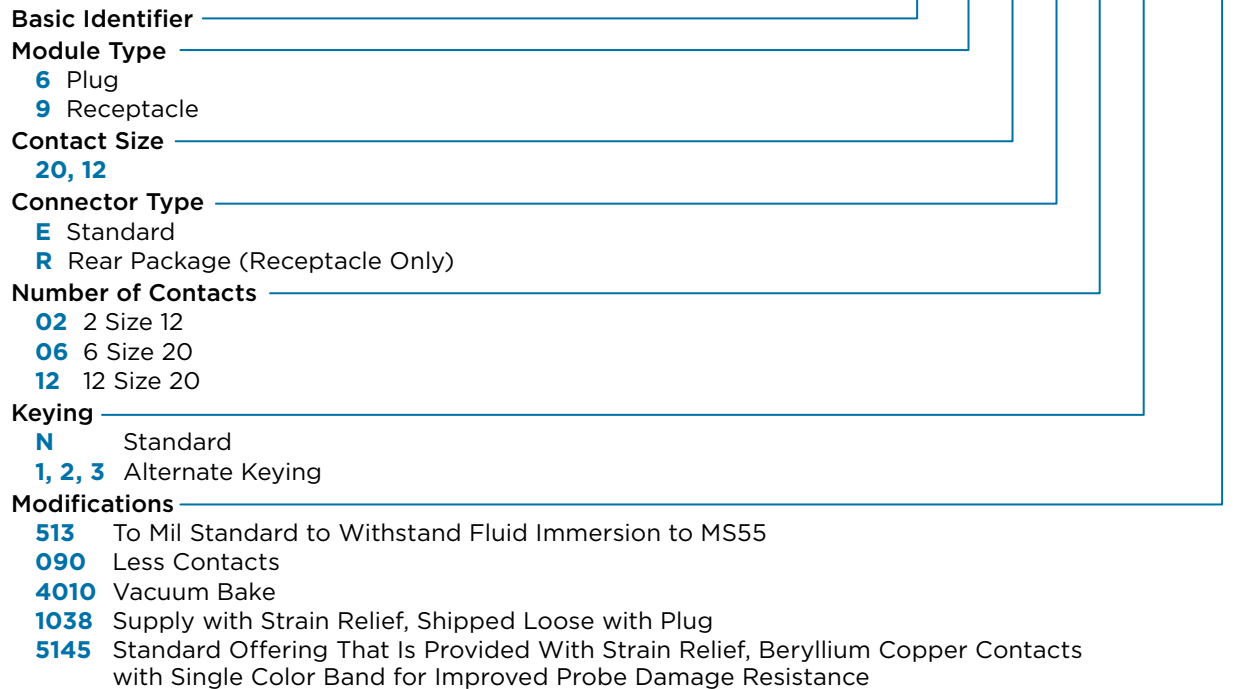 Basic Identifier
Module Type
6 Plug
9 Receptacle
Contact Size
20, 12
Connector Type
E Standard
R Rear Package (Receptacle Only)
Number of Contacts
02 2 Size 12
06 6 Size 20
12 12 Size 20
Keying
N Standard
1, 2, 3 Alternate Keying
Modifications
513 To Mil Standard to Withstand Fluid Immersion to MS55
090 Less Contacts
4010 Vacuum Bake
1038 Supply with Strain Relief, Shipped Loose with Plug
5145 Standard Offering That Is Provided With Strain Relief, Beryllium Copper Contacts
with Single Color Band for Improved Probe Damage Resistance